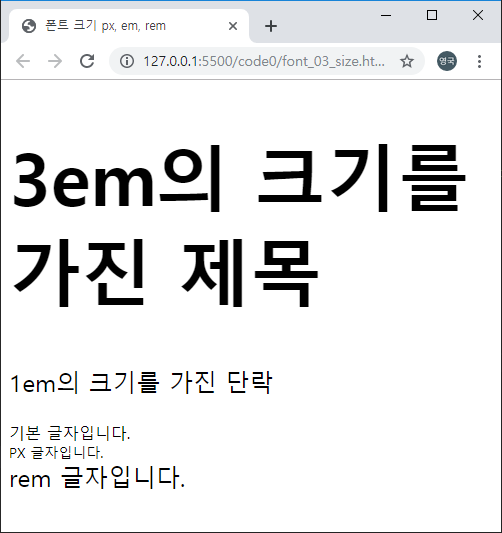 폰트 크기 px, em, rem
127.0.0.1:5500/code0/font_03_size.ht...
영국
3em의 크기를
가진 제목
1em의 크기를 가진 단락
기본 글자입니다.
PX 글자입니다.
rem 글자입니다.